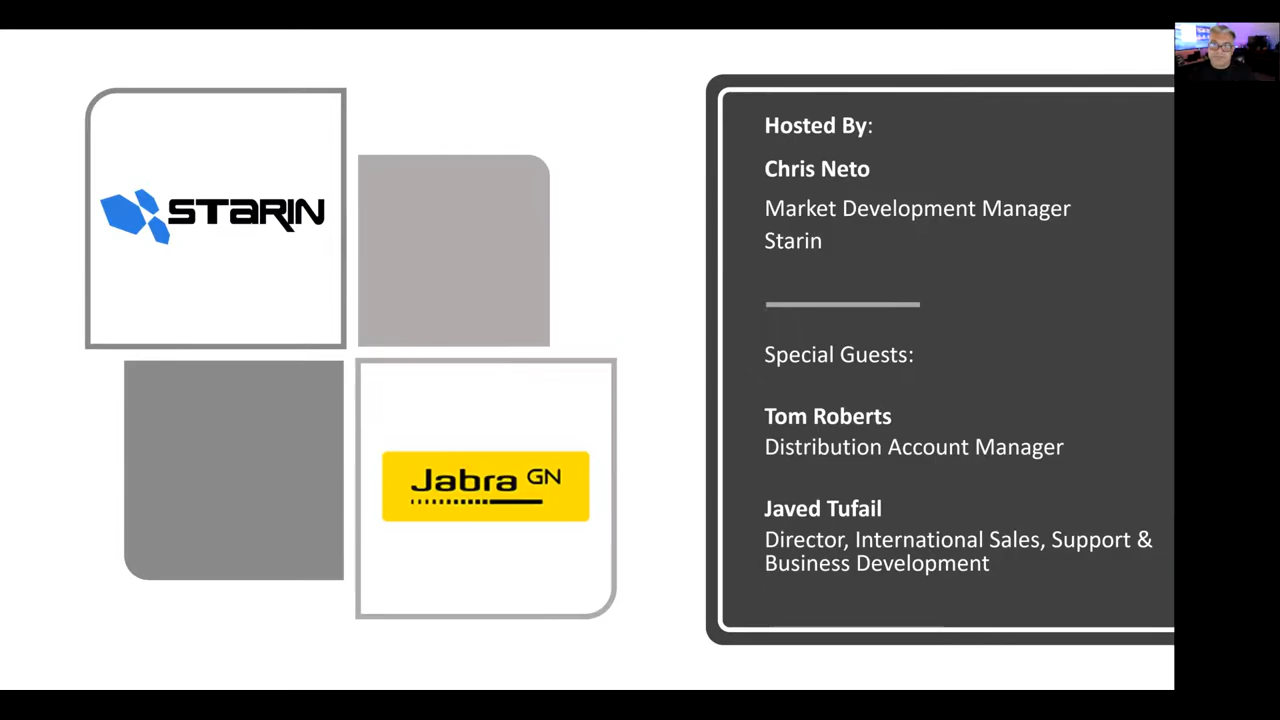 STARIN
Jabra GN
Hosted By:
Chris Neto
Market Development Manager
Starin
Special Guests:
Tom Roberts
Distribution Account Manager
Javed Tufail
Director, International Sales, Support &
Business Development